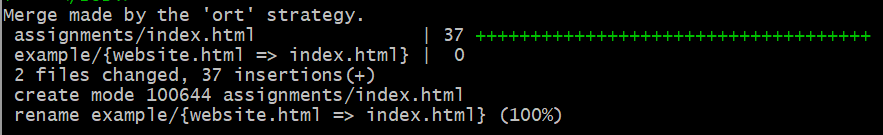 Merge made by the 'ort' strategy.
 assignments/index.html                | 37 +++++++++++++++++++++++++++++++++++++
 example/{website.html => index.html} |  0
 2 files changed, 37 insertions(+)
 create mode 100644 assignments/index.html
 rename example/{website.html => index.html} (100%)